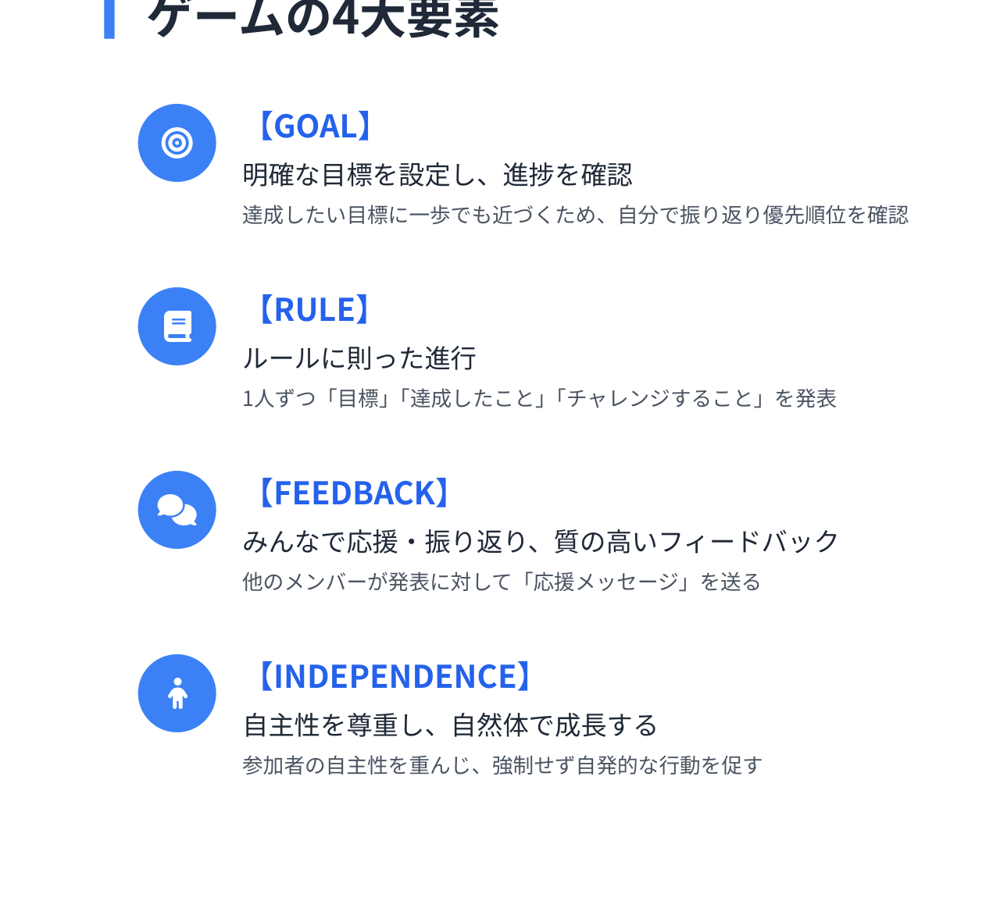 ゲームの4大要素
【GOAL】
明確な目標を設定し、進捗を確認
達成したい目標に一歩でも近づくため、自分で振り返り優先順位を確認
【RULE】
ルールに則った進行
1人ずつ「目標」「達成したこと」「チャレンジすること」を発表
【FEEDBACK】
みんなで応援・振り返り、質の高いフィードバック
他のメンバーが発表に対して「応援メッセージ」を送る
【INDEPENDENCE】
自主性を尊重し、自然体で成長する
参加者の自主性を重んじ、強制せず自発的な行動を促す